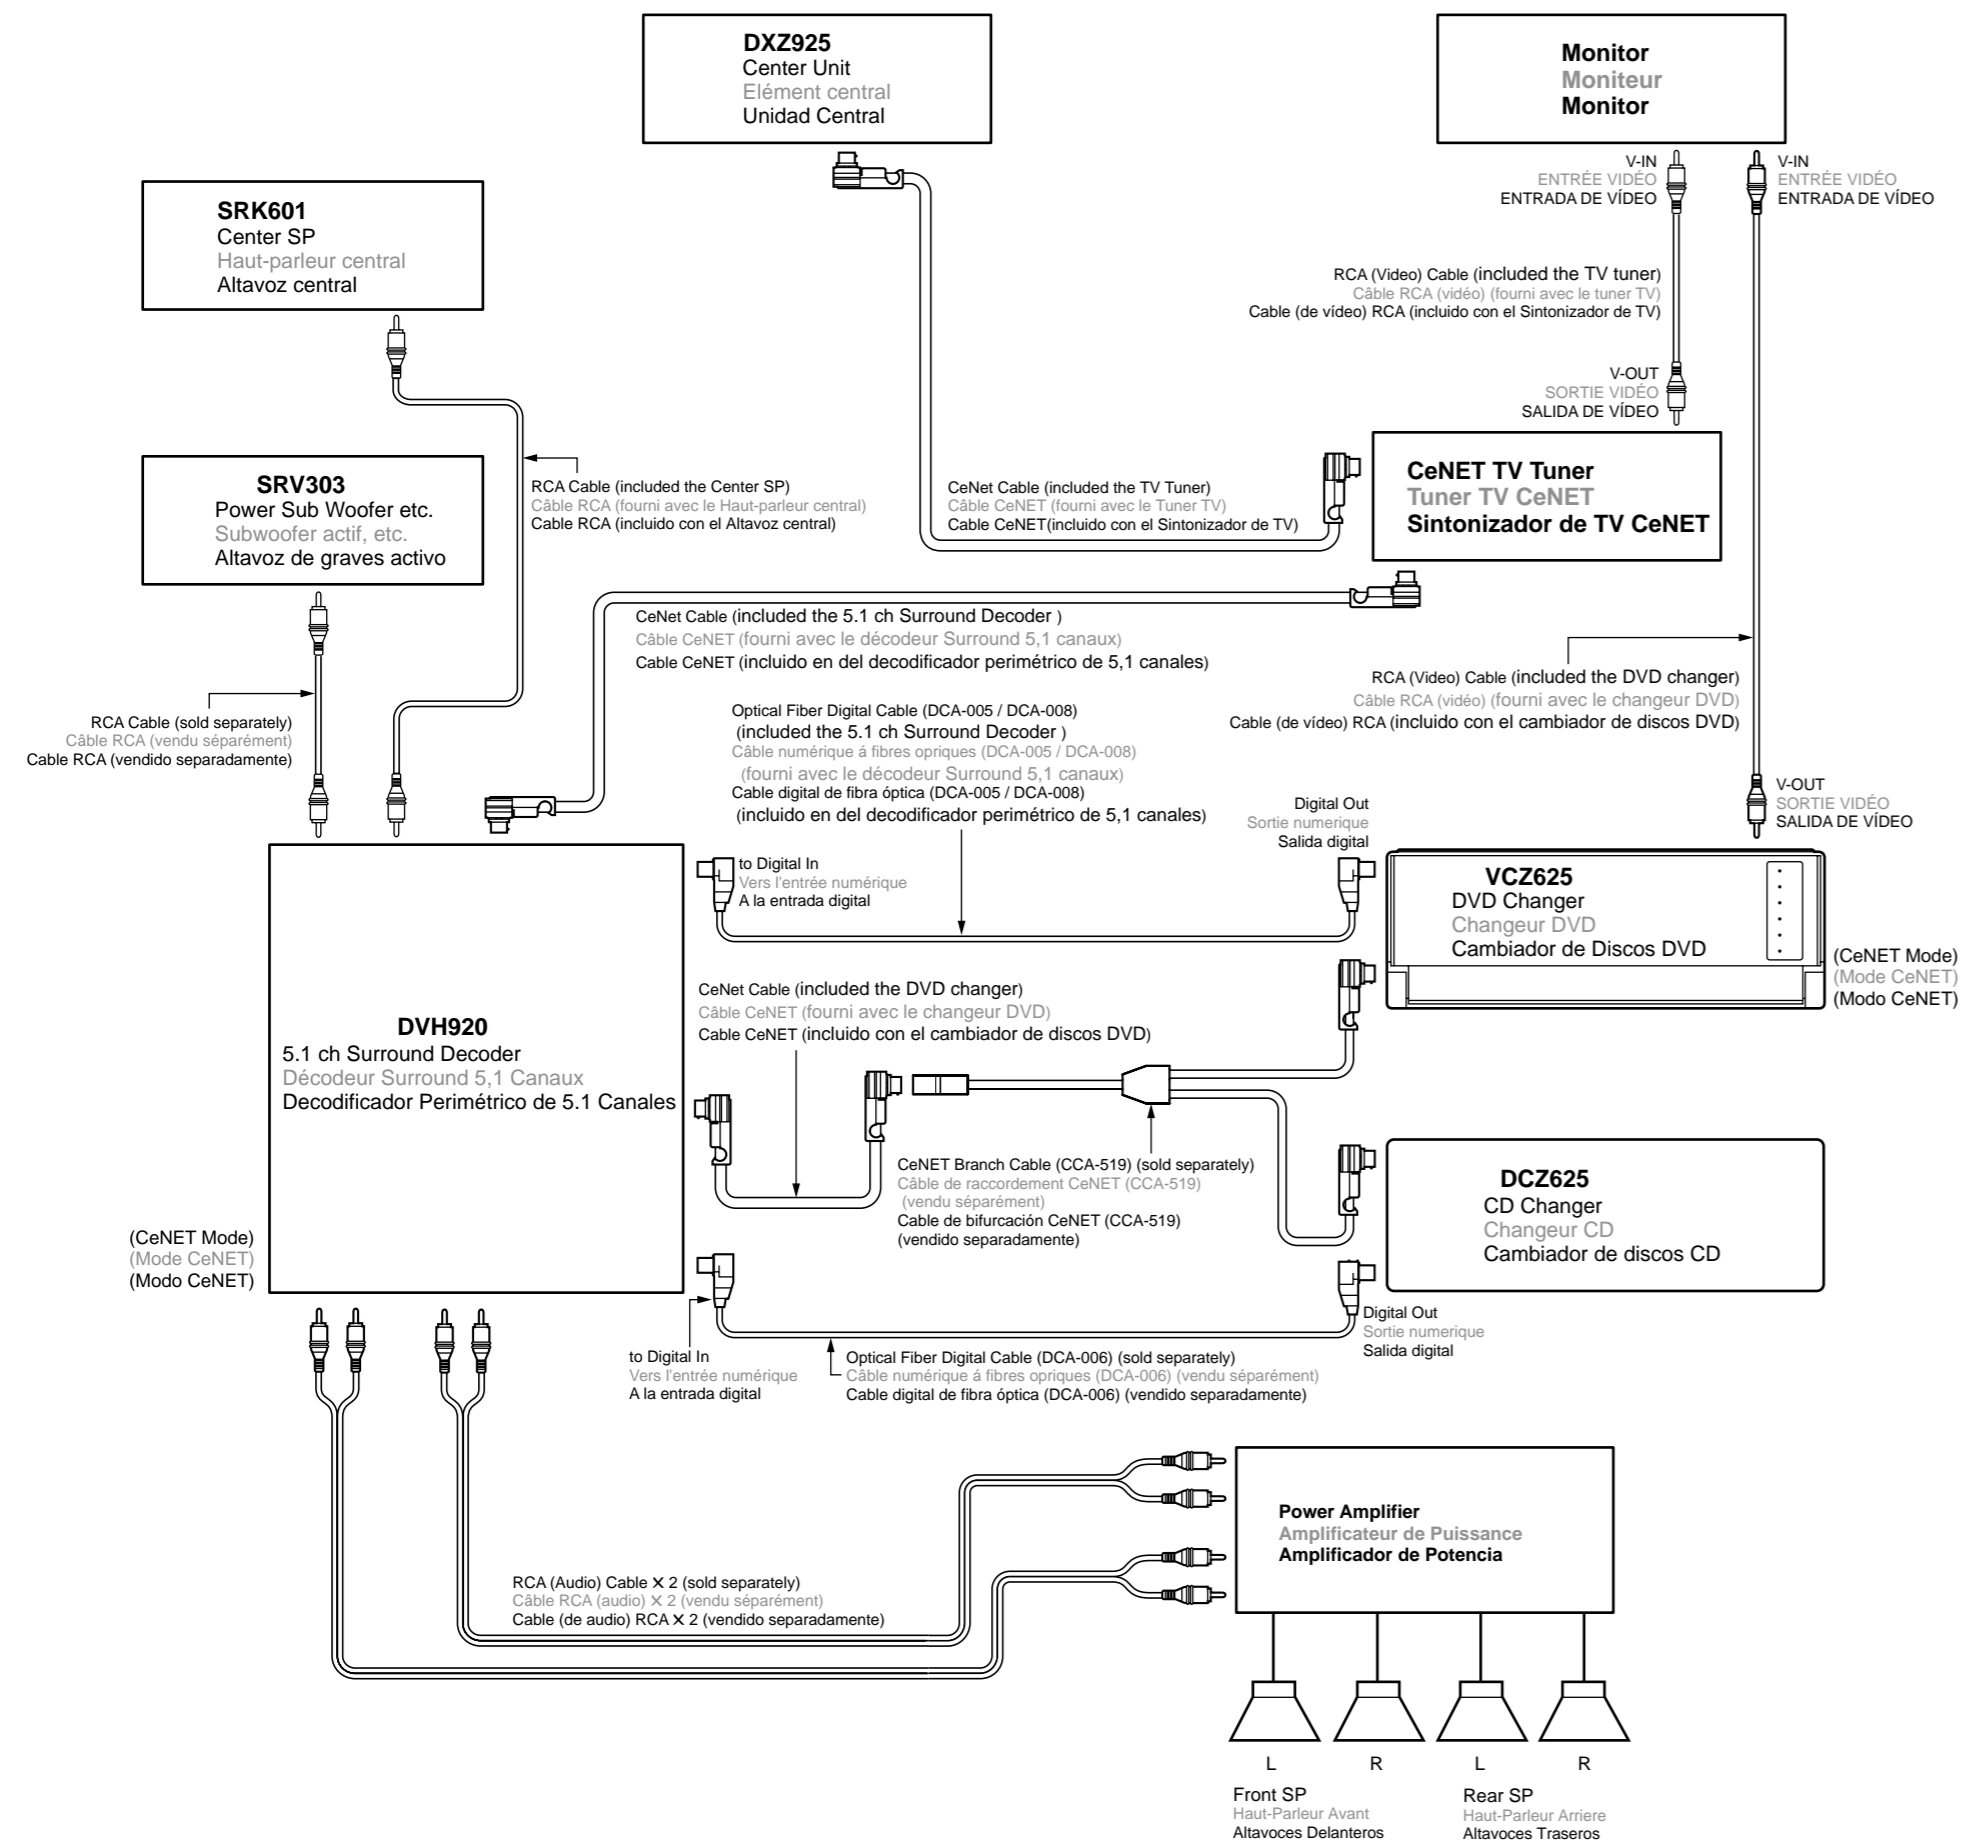 DXZ925
Center Unit
Elément central
Unidad Central
Monitor
Moniteur
Monitor
V-IN
ENTRÉE VIDÉO
ENTRADA DE VÍDEO
V-IN
ENTRÉE VIDÉO
ENTRADA DE VÍDEO
SRK601
Center SP
Haut-parleur central
Altavoz central
RCA (Video) Cable (included the TV tuner)
Câble RCA (vidéo) (fourni avec le tuner TV)
Cable (de vídeo) RCA (incluido con el Sintonizador de TV)
V-OUT
SORTIE VIDÉO
SALIDA DE VÍDEO
SRV303
Power Sub Woofer etc.
Subwoofer actif, etc.
Altavoz de graves activo
RCA Cable (included the Center SP)
Câble RCA (fourni avec le Haut-parleur central)
Cable RCA (incluido con el Altavoz central)
CeNet Cable (included the TV Tuner)
Câble CeNET (fourni avec le Tuner TV)
Cable CeNET(incluido con el Sintonizador de TV)
CeNET TV Tuner
Tuner TV CeNET
Sintonizador de TV CeNET
CeNet Cable (included the 5.1 ch Surround Decoder )
Câble CeNET (fourni avec le décodeur Surround 5,1 canaux)
Cable CeNET (incluido en del decodificador perimétrico de 5,1 canales)
RCA (Video) Cable (included the DVD changer)
Câble RCA (vidéo) (fourni avec le changeur DVD)
Cable (de vídeo) RCA (incluido con el cambiador de discos DVD)
RCA Cable (sold separately)
Câble RCA (vendu séparément)
Cable RCA (vendido separadamente)
Optical Fiber Digital Cable (DCA-005 / DCA-008)
(included the 5.1 ch Surround Decoder )
Câble numérique á fibres opriques (DCA-005 / DCA-008)
(fourni avec le décodeur Surround 5,1 canaux)
Cable digital de fibra óptica (DCA-005 / DCA-008)
(incluido en del decodificador perimétrico de 5,1 canales)
Digital Out
Sortie numerique
Salida digital
V-OUT
SORTIE VIDÉO
SALIDA DE VÍDEO
to Digital In
Vers l'entrée numérique
A la entrada digital
VCZ625
DVD Changer
Changeur DVD
Cambiador de Discos DVD
(CeNET Mode)
(Mode CeNET)
(Modo CeNET)
CeNet Cable (included the DVD changer)
Câble CeNET (fourni avec le changeur DVD)
Cable CeNET (incluido con el cambiador de discos DVD)
DVH920
5.1 ch Surround Decoder
Décodeur Surround 5,1 Canaux
Decodificador Perimétrico de 5.1 Canales
CeNET Branch Cable (CCA-519) (sold separately)
Câble de raccordement CeNET (CCA-519)
(vendu séparément)
Cable de bifurcación CeNET (CCA-519)
(vendido separadamente)
DCZ625
CD Changer
Changeur CD
Cambiador de discos CD
(CeNET Mode)
(Mode CeNET)
(Modo CeNET)
to Digital In
Vers l'entrée numérique
A la entrada digital
Optical Fiber Digital Cable (DCA-006) (sold separately)
Câble numérique á fibres opriques (DCA-006) (vendu séparément)
Cable digital de fibra óptica (DCA-006) (vendido separadamente)
Digital Out
Sortie numerique
Salida digital
Power Amplifier
Amplificateur de Puissance
Amplificador de Potencia
RCA (Audio) Cable X 2 (sold separately)
Câble RCA (audio) X 2 (vendu séparément)
Cable (de audio) RCA X 2 (vendido separadamente)
L R L R
Front SP
Haut-Parleur Avant
Altavoces Delanteros
Rear SP
Haut-Parleur Arriere
Altavoces Traseros